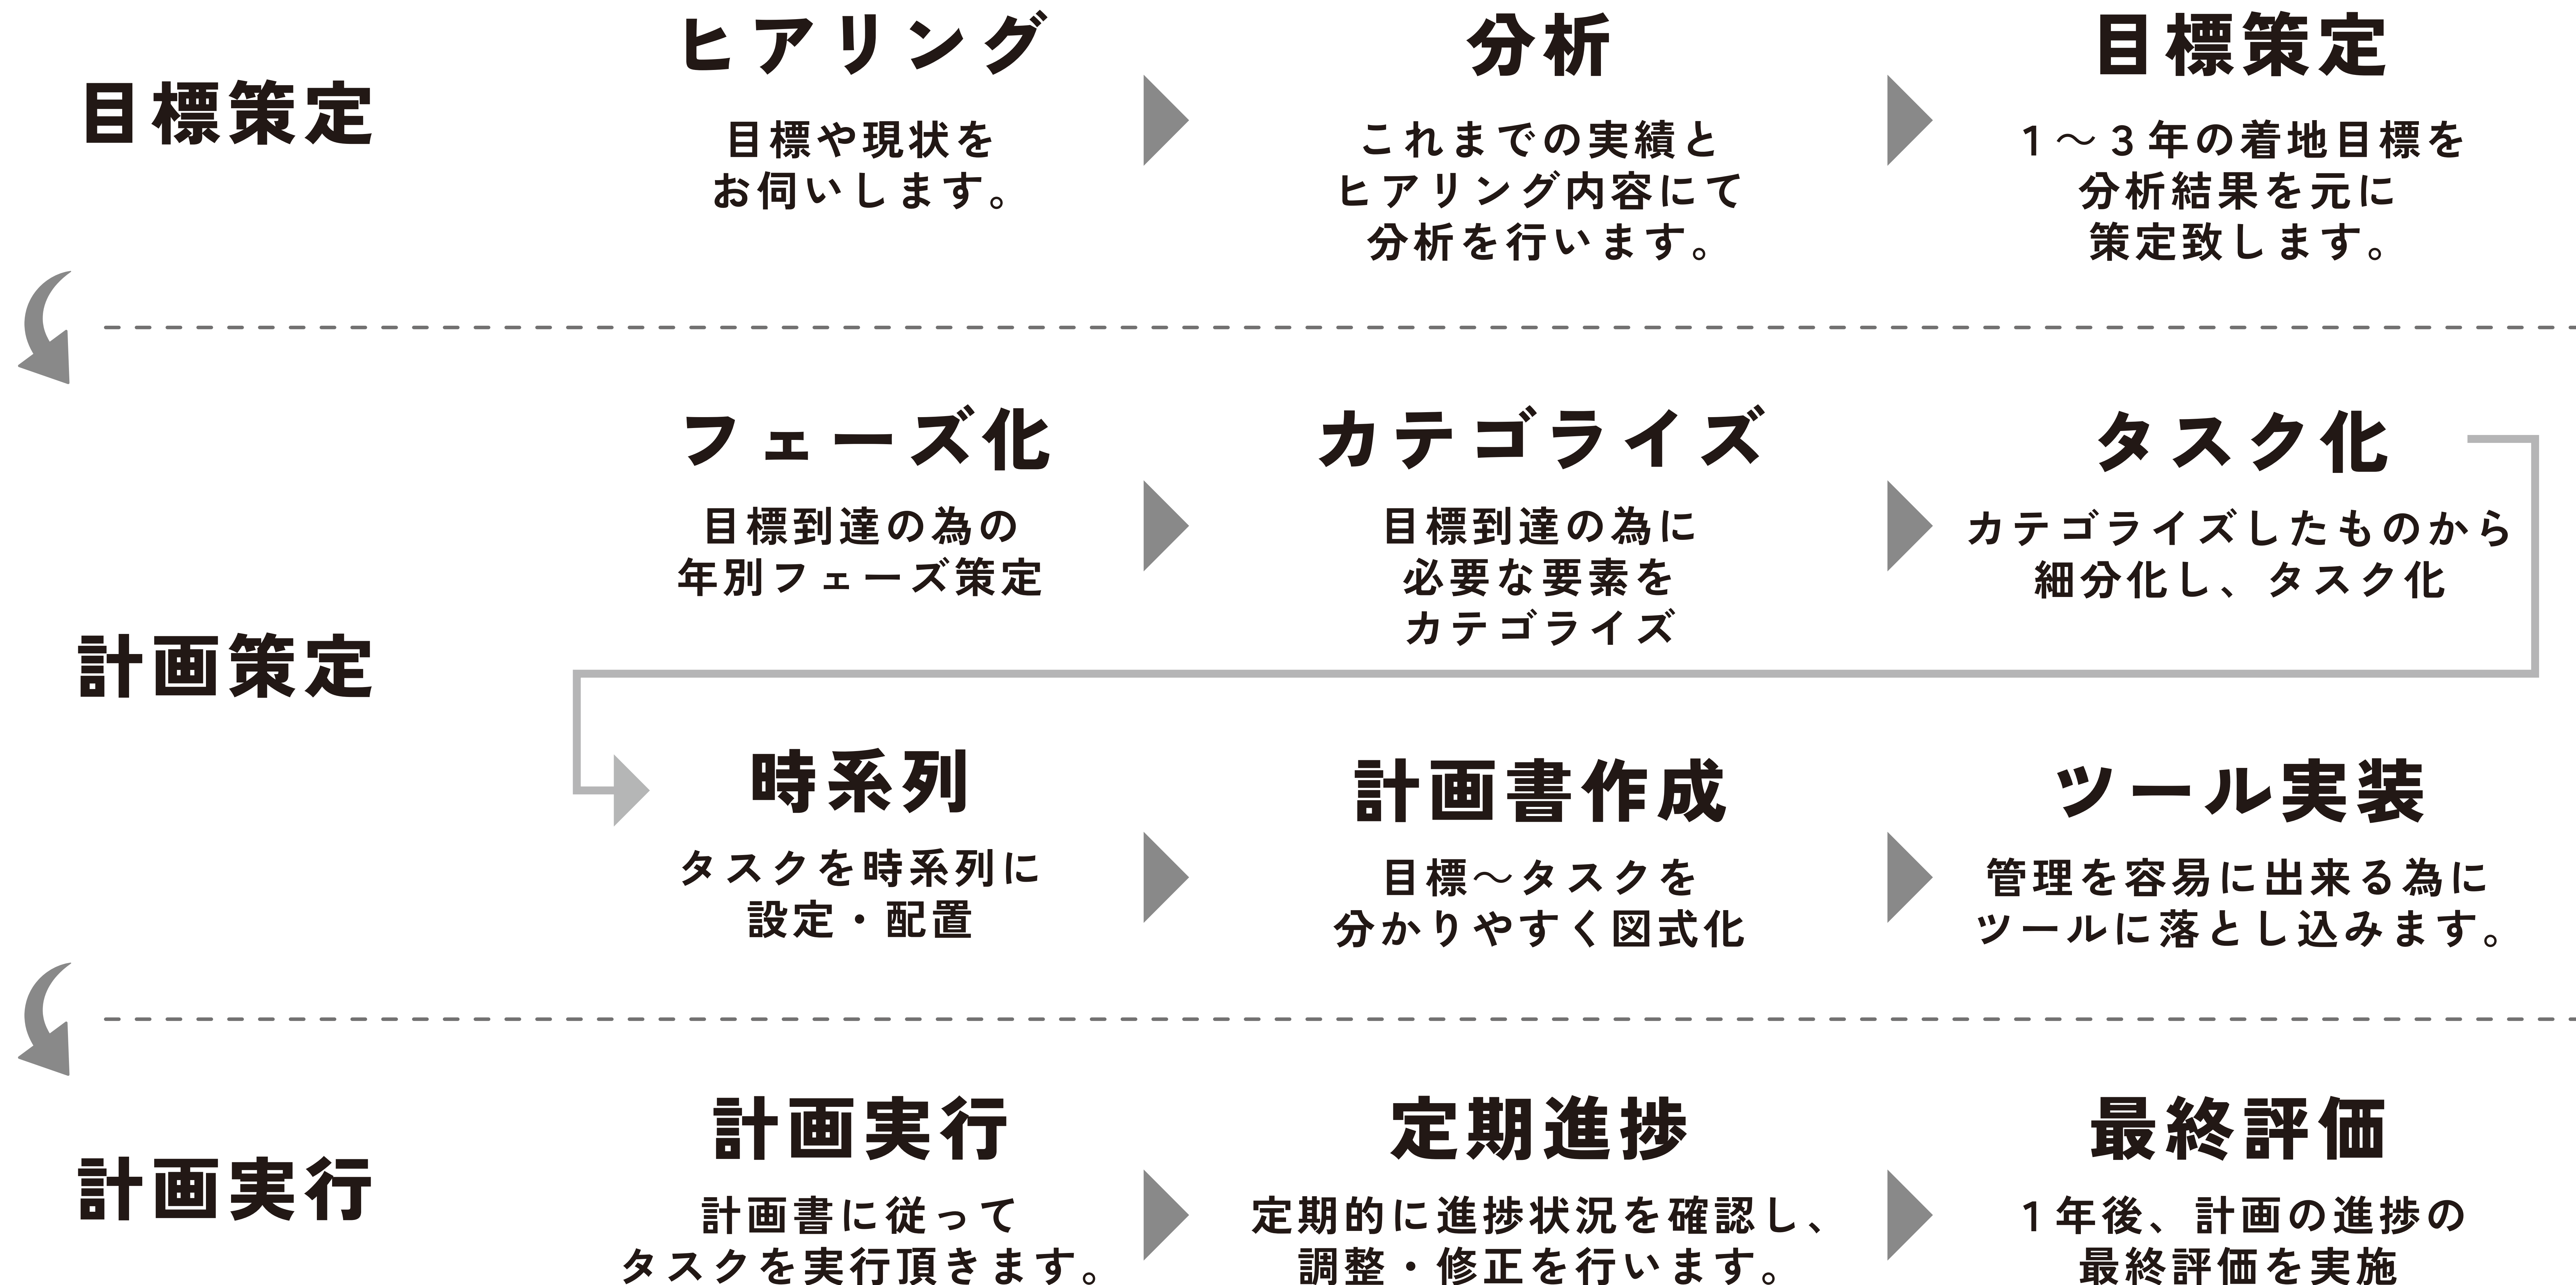 目標策定
ヒアリング
目標や現状を
お伺いします。
分析
これまでの実績と
ヒアリング内容にて
分析を行います。
目標策定
1〜3年の着地目標を
分析結果を元に
策定致します。
計画策定
フェーズ化
目標到達の為の
年別フェーズ策定
カテゴライズ
目標到達の為に
必要な要素を
カテゴライズ
タスク化
カテゴライズしたものから
細分化し、タスク化
時系列
タスクを時系列に
設定・配置
計画書作成
目標〜タスクを
分かりやすく図式化
ツール実装
管理を容易に出来る為に
ツールに落とし込みます。
計画実行
計画実行
計画書に従って
タスクを実行頂きます。
定期進捗
定期的に進捗状況を確認し、
調整・修正を行います。
最終評価
1年後、計画の進捗の
最終評価を実施